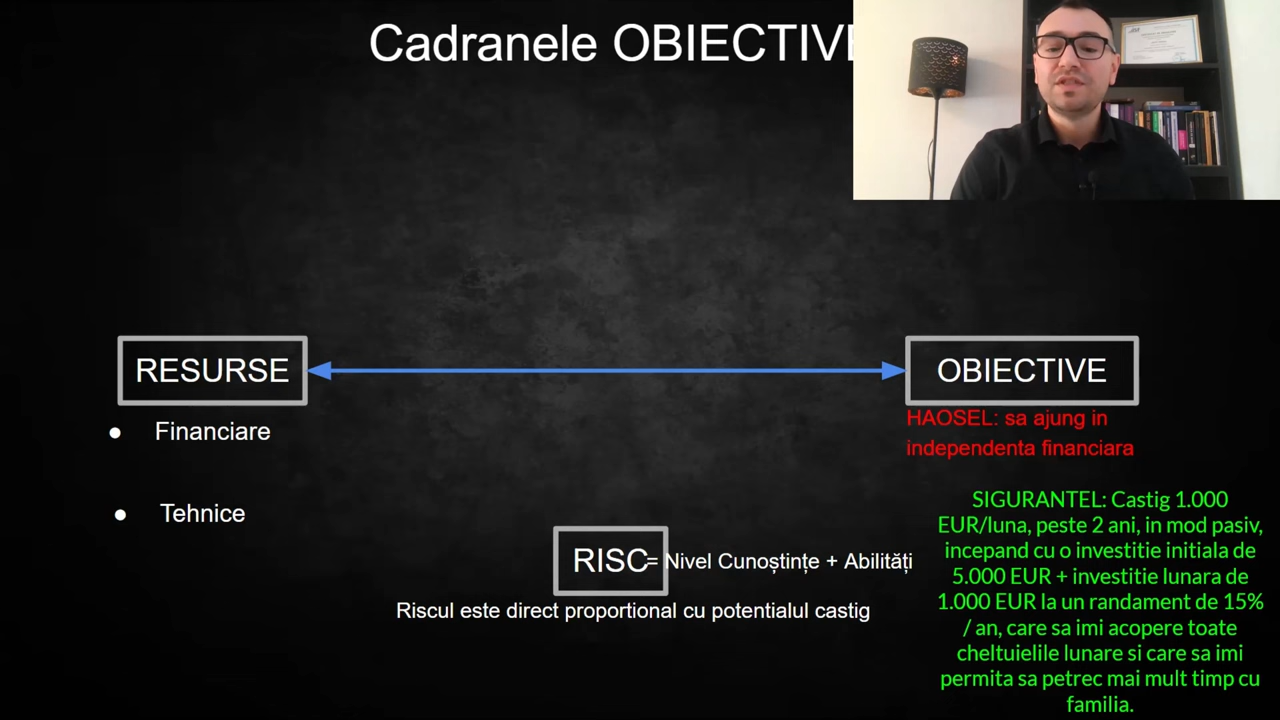 Cadranele OBIECTIV
RESURSE
OBIECTIVE
● Financiare
● Tehnice
HAOSEL: sa ajung in
independenta financiara
SIGURANTEL: Castig 1.000
EUR/luna, peste 2 ani, in mod pasiv,
incepand cu o investitie initiala de
5.000 EUR + investitie lunara de
1.000 EUR la un randament de 15%
/ an, care sa imi acopere toate
cheltuielile lunare si care sa imi
permita sa petrec mai mult timp cu
familia.
RISC = Nivel Cunoștințe + Abilități
Riscul este direct proportional cu potentialul castig